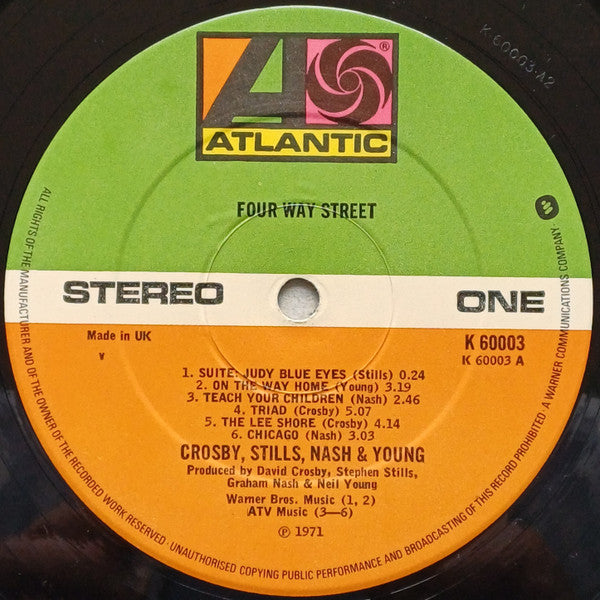 K 60003·A2
®
ATLANTIC
FOUR WAY STREET
STEREO ONE
Made in UK
K 60003
K 60003 A
V
1. SUITE: JUDY BLUE EYES (Stills) 0.24
2. ON THE WAY HOME (Young) 3.19
3. TEACH YOUR CHILDREN (Nash) 2.46
4. TRIAD (Crosby) 5.07
5. THE LEE SHORE (Crosby) 4.14
6. CHICAGO (Nash) 3.03
CROSBY, STILLS, NASH & YOUNG
Produced by David Crosby, Stephen Stills,
Graham Nash & Neil Young
Warner Bros. Music (1, 2)
ATV Music (3—6)
℗ 1971
ALL RIGHTS OF THE MANUFACTURER AND OF THE OWNER OF THE RECORDED WORK RESERVED · UNAUTHORISED COPYING PUBLIC PERFORMANCE AND BROADCASTING OF THIS RECORD PROHIBITED · A WARNER COMMUNICATIONS COMPANY ·